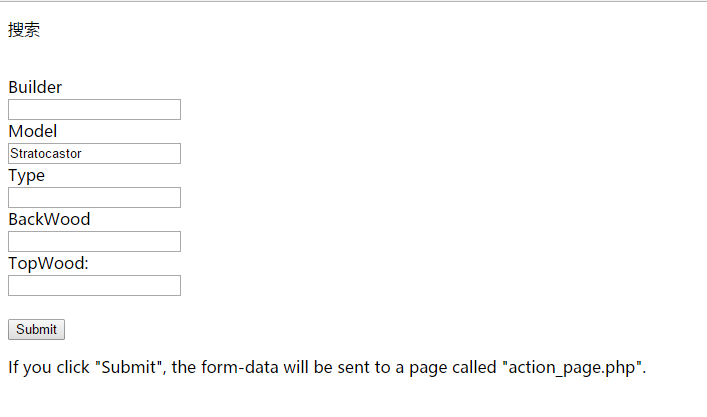 搜索
Builder
Model
Stratocastor
Type
BackWood
TopWood:
Submit
If you click "Submit", the form-data will be sent to a page called "action_page.php".